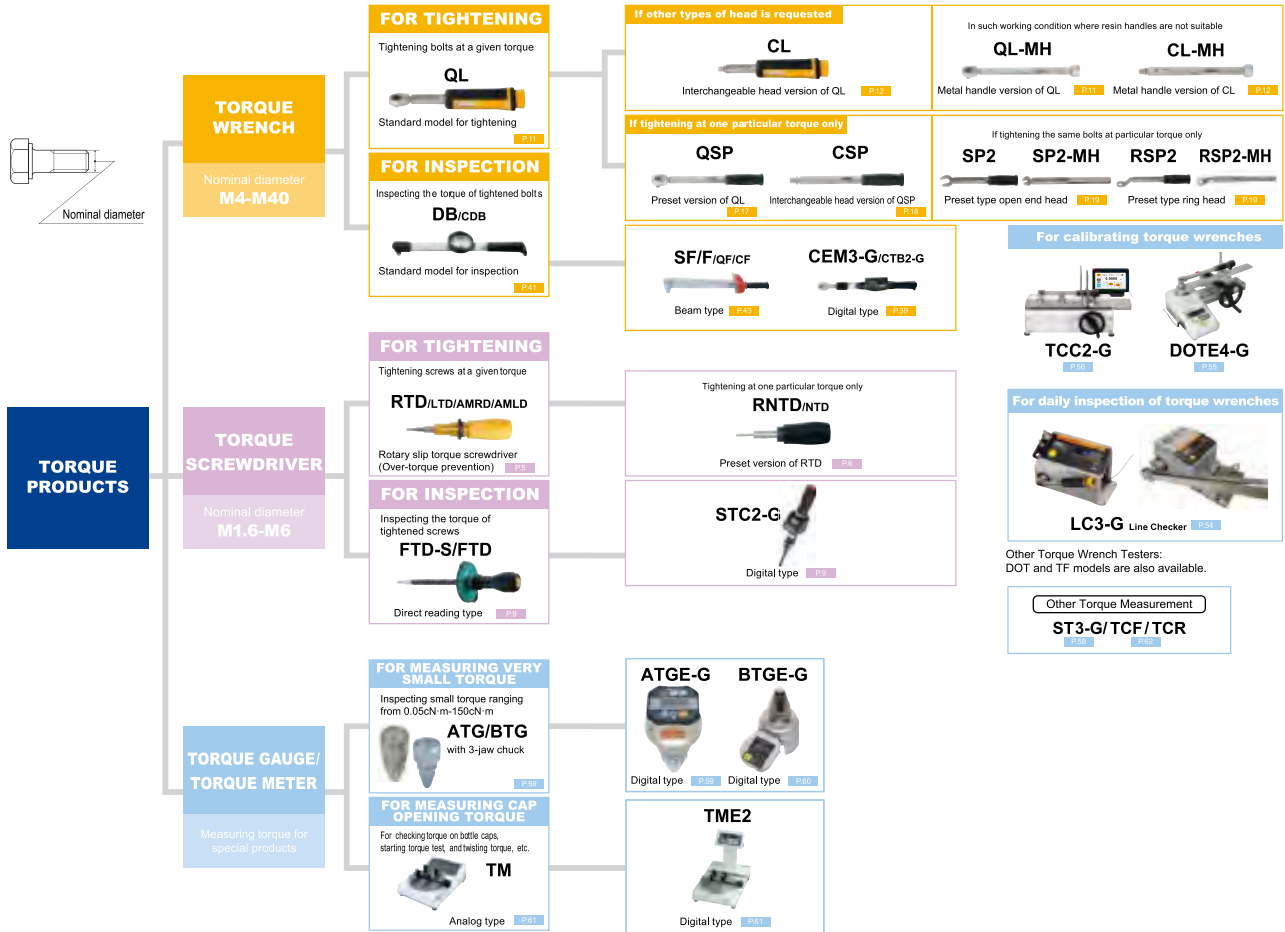 Nominal diameter
TORQUE
PRODUCTS
TORQUE
WRENCH
Nominal diameter
M4-M40
FOR TIGHTENING
Tightening bolts at a given torque
QL
Standard model for tightening
P.11
FOR INSPECTION
Inspecting the torque of tightened bolts
DB/CDB
Standard model for inspection
P.41
If other types of head is requested
CL
Interchangeable head version of QL
P.12
In such working condition where resin handles are not suitable
QL-MH
Metal handle version of QL
P.11
CL-MH
Metal handle version of CL
P.12
If tightening at one particular torque only
QSP
Preset version of QL
P.17
CSP
Interchangeable head version of QSP
P.18
If tightening the same bolts at particular torque only
SP2 SP2-MH RSP2 RSP2-MH
Preset type open end head
P.19
Preset type ring head
P.19
SF/F/QF/CF
Beam type
P.43
CEM3-G/CTB2-G
Digital type
P.39
TORQUE
SCREWDRIVER
Nominal diameter
M1.6-M6
FOR TIGHTENING
Tightening screws at a given torque
RTD/LTD/AMRD/AMLD
Rotary slip torque screwdriver
(Over-torque prevention)
P.5
FOR INSPECTION
Inspecting the torque of
tightened screws
FTD-S/FTD
Direct reading type
P.9
Tightening at one particular torque only
RNTD/NTD
Preset version of RTD
P.6
STC2-G
Digital type
P.9
TORQUE GAUGE/
TORQUE METER
Measuring torque for
special products
FOR MEASURING VERY
SMALL TORQUE
Inspecting small torque ranging
from 0.05cN·m-150cN·m
ATG/BTG
with 3-jaw chuck
P.59
FOR MEASURING CAP
OPENING TORQUE
For checking torque on bottle caps,
starting torque test, and twisting torque, etc.
TM
Analog type
P.61
ATGE-G
Digital type
P.59
BTGE-G
Digital type
P.60
TME2
Digital type
P.61
For calibrating torque wrenches
TCC2-G
P.56
DOTE4-G
P.55
For daily inspection of torque wrenches
LC3-G Line Checker
P.54
Other Torque Wrench Testers:
DOT and TF models are also available.
Other Torque Measurement
ST3-G/ TCF / TCR
P.58
P.62